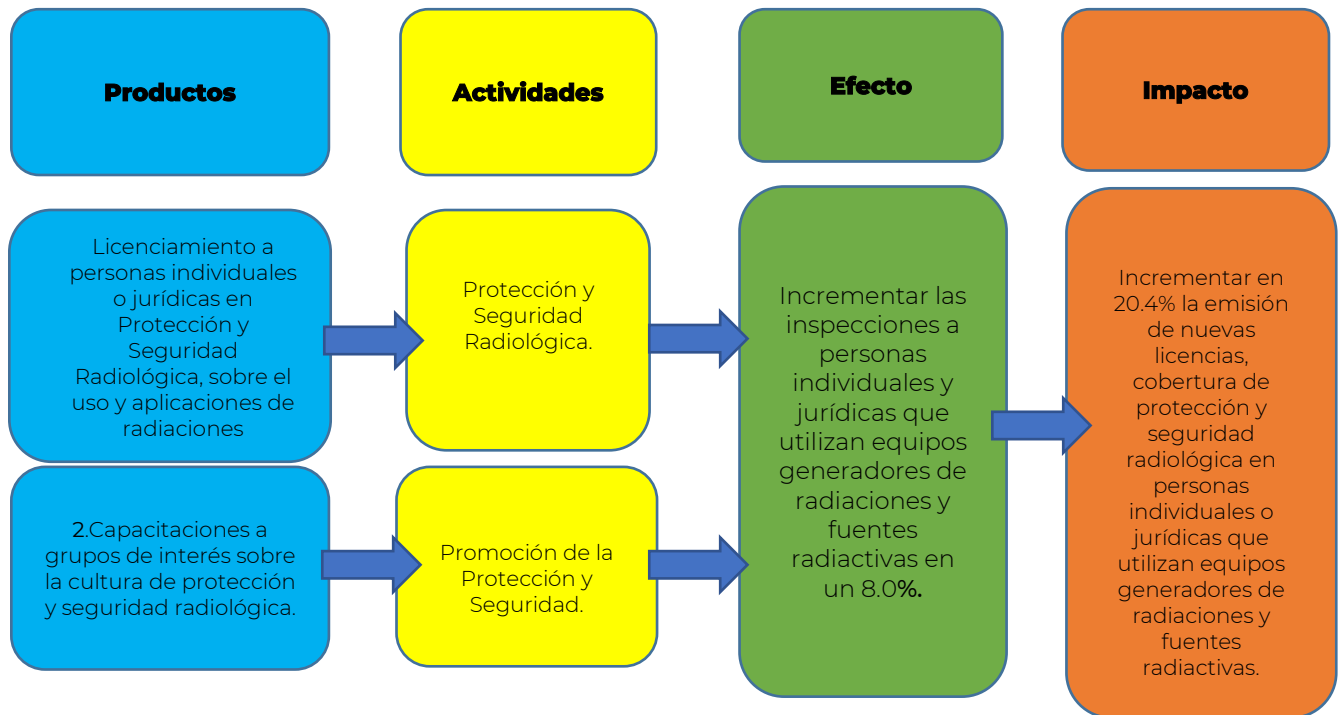 Productos
Actividades
Efecto
Impacto
Licenciamiento a
personas individuales
o jurídicas en
Protección y
Seguridad
Radiológica, sobre el
uso y aplicaciones de
radiaciones
2.Capacitaciones a
grupos de interés sobre
la cultura de protección
y seguridad radiológica.
Protección y
Seguridad
Radiológica.
Promoción de la
Protección y
Seguridad.
Incrementar las
inspecciones a
personas
individuales y
jurídicas que
utilizan equipos
generadores de
radiaciones y
fuentes
radiactivas en
un 8.0%.
Incrementar en
20.4% la emisión
de nuevas
licencias,
cobertura de
protección y
seguridad
radiológica en
personas
individuales o
jurídicas que
utilizan equipos
generadores de
radiaciones y
fuentes
radiactivas.